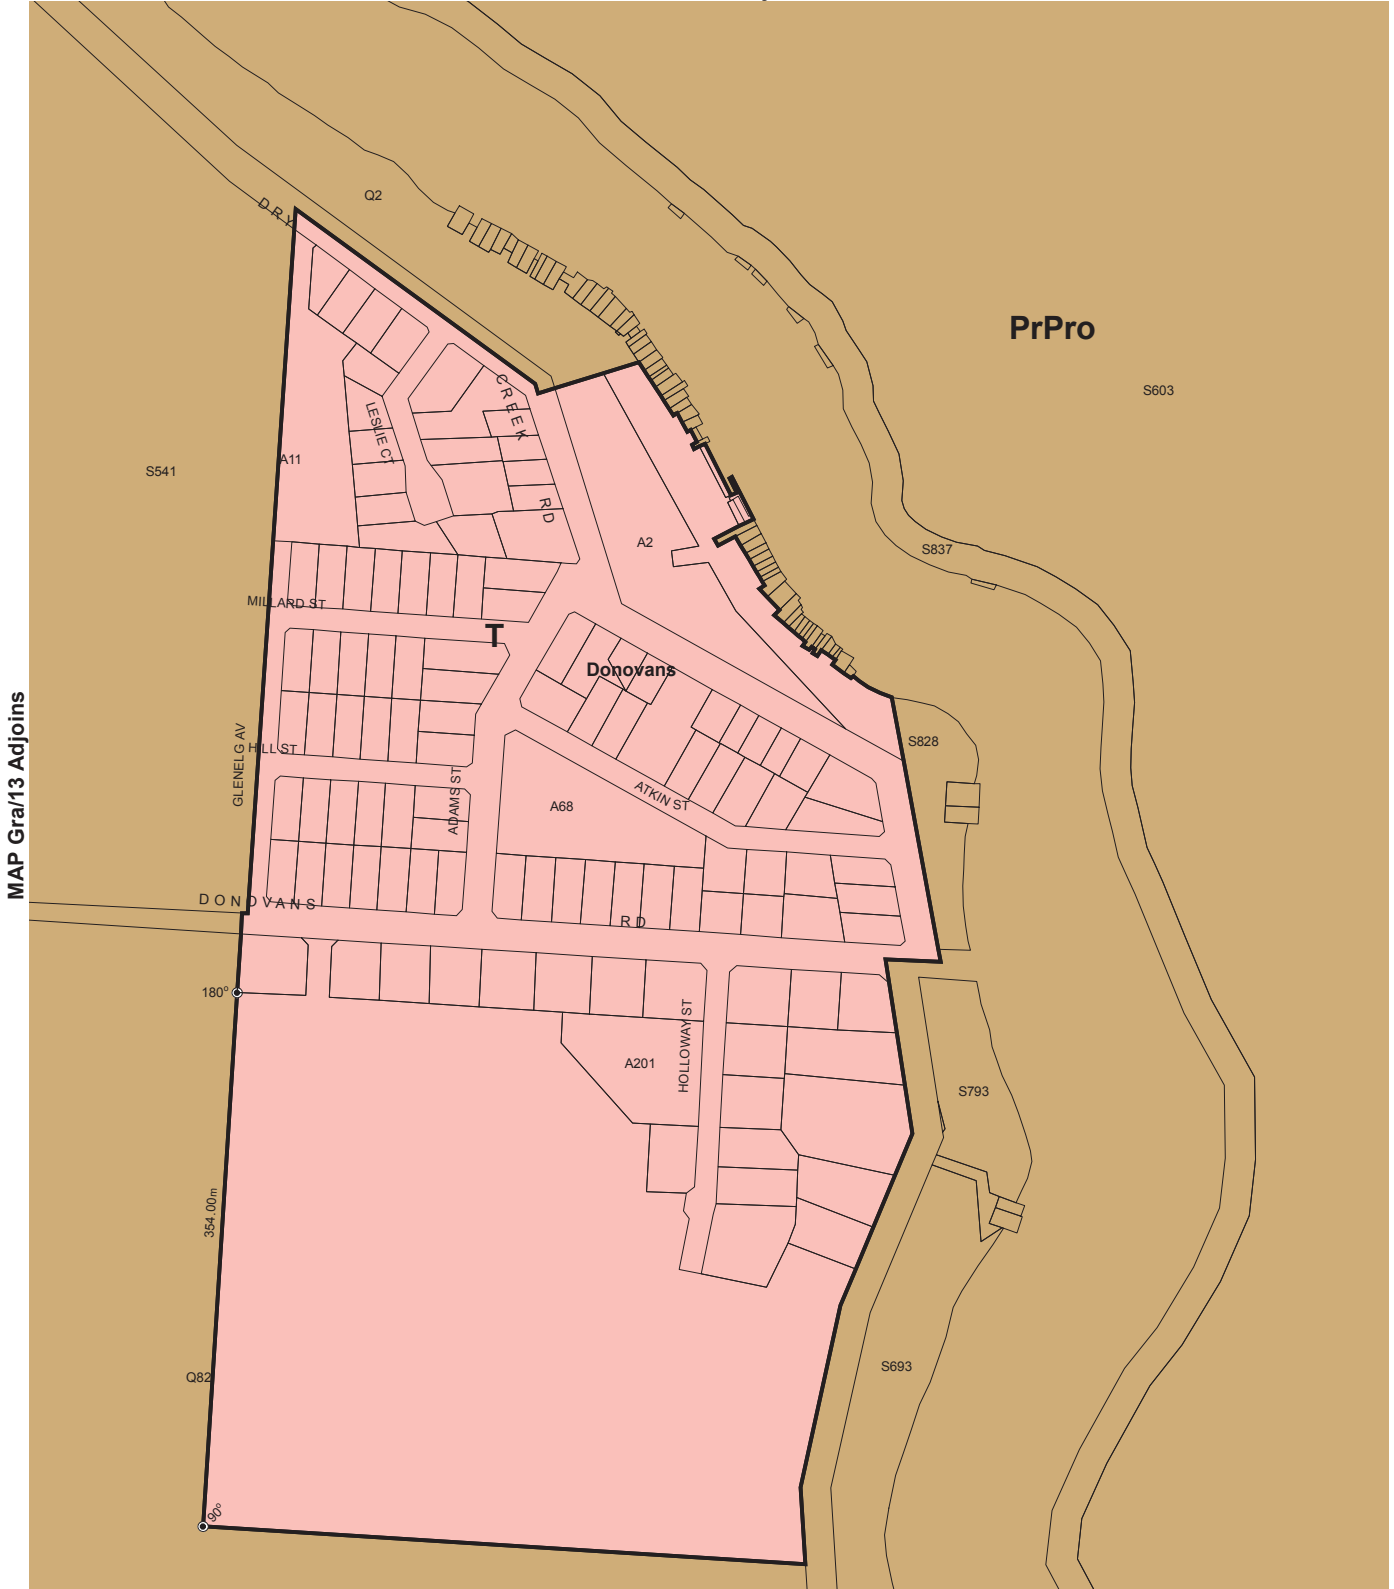 Q2
DRY
PrPro
S603
CREEK
LESLIE CT
A11
S541
RD
A2
S837
MILLARD ST
T
Donovans
MAP Gra/13 Adjoins
GLENELG AV
HILL ST
S828
ADAMS ST
ATKIN ST
A68
DONOVANS
RD
180°
HOLLOWAY ST
A201
S793
354.00m
S693
Q82
90°